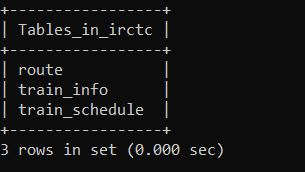 +-----------------+
| Tables_in_irctc |
+-----------------+
| route           |
| train_info      |
| train_schedule  |
+-----------------+
3 rows in set (0.000 sec)